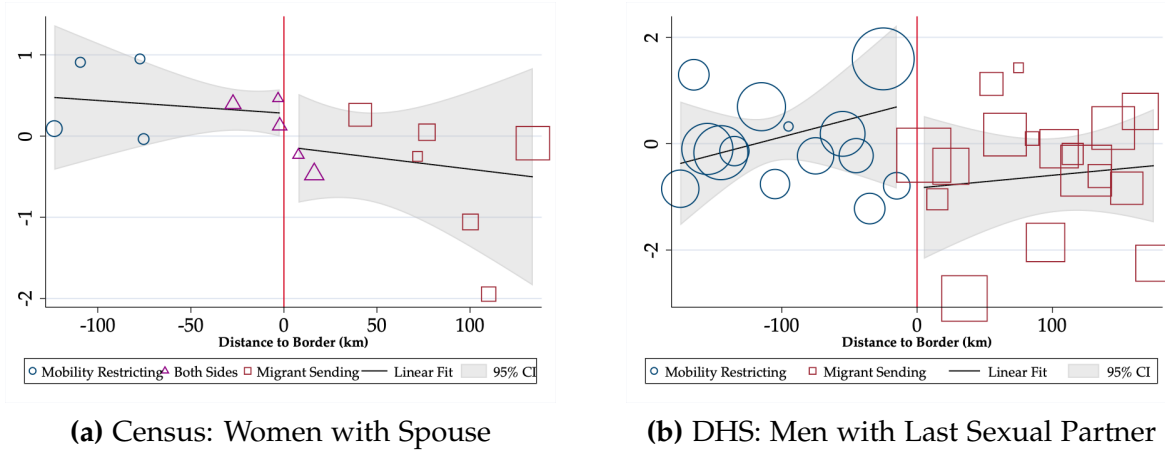 1
0
-1
-2
-100
-50
0
50
100
Distance to Border (km)
Mobility Restricting
Both Sides
Migrant Sending
Linear Fit
95% CI
(a) Census: Women with Spouse
2
0
-2
-100
0
100
Distance to Border (km)
Mobility Restricting
Migrant Sending
Linear Fit
95% CI
(b) DHS: Men with Last Sexual Partner